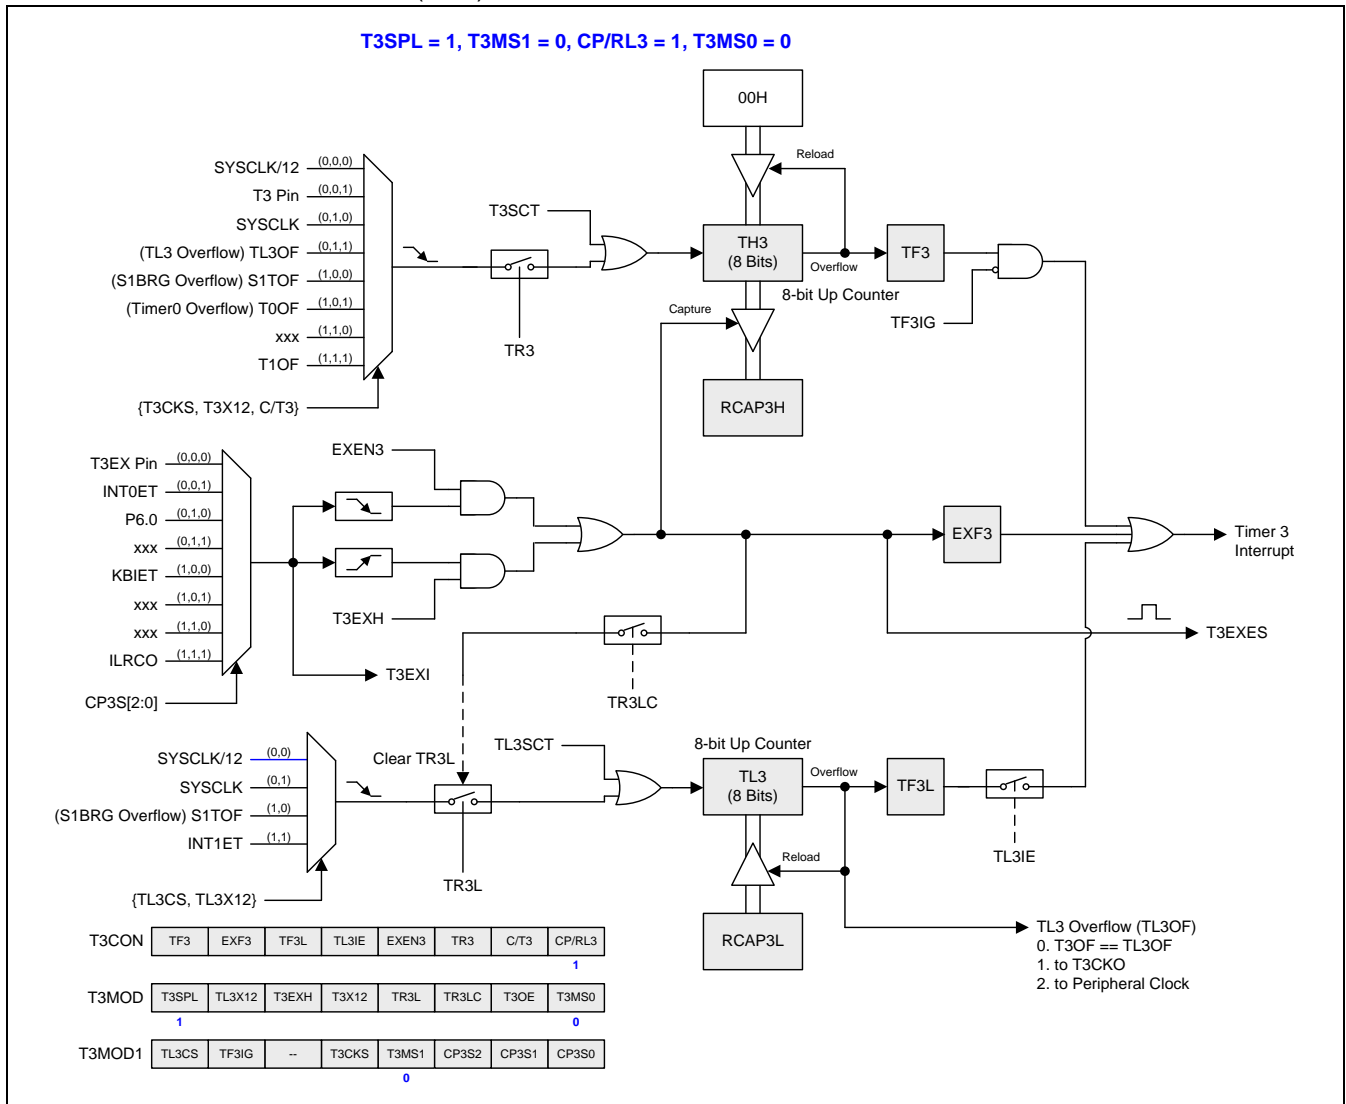 T3SPL = 1, T3MS1 = 0, CP/RL3 = 1, T3MS0 = 0
00H
Reload
SYSCLK/12 (0,0,0)
T3 Pin (0,0,1)
SYSCLK (0,1,0)
(TL3 Overflow) TL3OF (0,1,1)
(S1BRG Overflow) S1TOF (1,0,0)
(Timer0 Overflow) T0OF (1,0,1)
xxx (1,1,0)
T1OF (1,1,1)
{T3CKS, T3X12, C/T3}
TR3
T3SCT
TH3
(8 Bits)
Overflow
8-bit Up Counter
TF3
TF3IG
Capture
RCAP3H
T3EX Pin (0,0,0)
INT0ET (0,0,1)
P6.0 (0,1,0)
xxx (0,1,1)
KBIET (1,0,0)
xxx (1,0,1)
xxx (1,1,0)
ILRCO (1,1,1)
CP3S[2:0]
EXEN3
T3EXH
T3EXI
EXF3
Timer 3
Interrupt
T3EXES
TR3LC
Clear TR3L
SYSCLK/12 (0,0)
SYSCLK (0,1)
(S1BRG Overflow) S1TOF (1,0)
INT1ET (1,1)
{TL3CS, TL3X12}
TR3L
TL3SCT
8-bit Up Counter
TL3
(8 Bits)
Overflow
TF3L
TL3IE
Reload
RCAP3L
TL3 Overflow (TL3OF)
0. T3OF == TL3OF
1. to T3CKO
2. to Peripheral Clock
T3CON TF3 EXF3 TF3L TL3IE EXEN3 TR3 C/T3 CP/RL3
1
T3MOD T3SPL TL3X12 T3EXH T3X12 TR3L TR3LC T3OE T3MS0
1 0
T3MOD1 TL3CS TF3IG -- T3CKS T3MS1 CP3S2 CP3S1 CP3S0
0